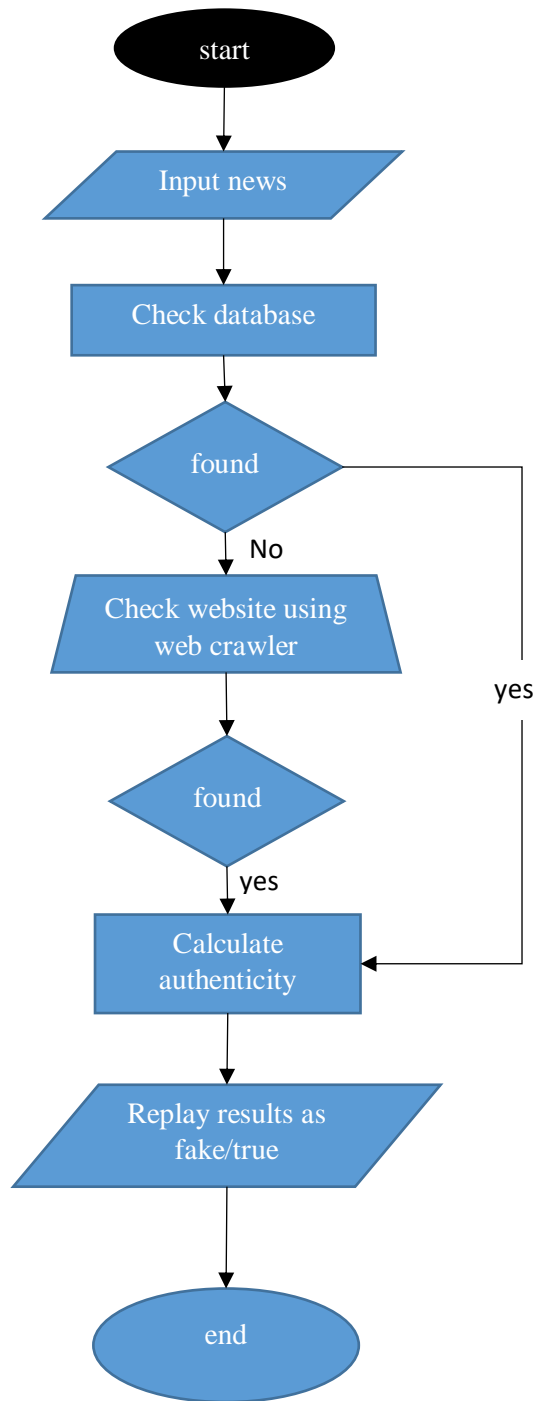 start
Input news
Check database
found
No
Check website using
web crawler
yes
found
yes
Calculate
authenticity
Replay results as
fake/true
end